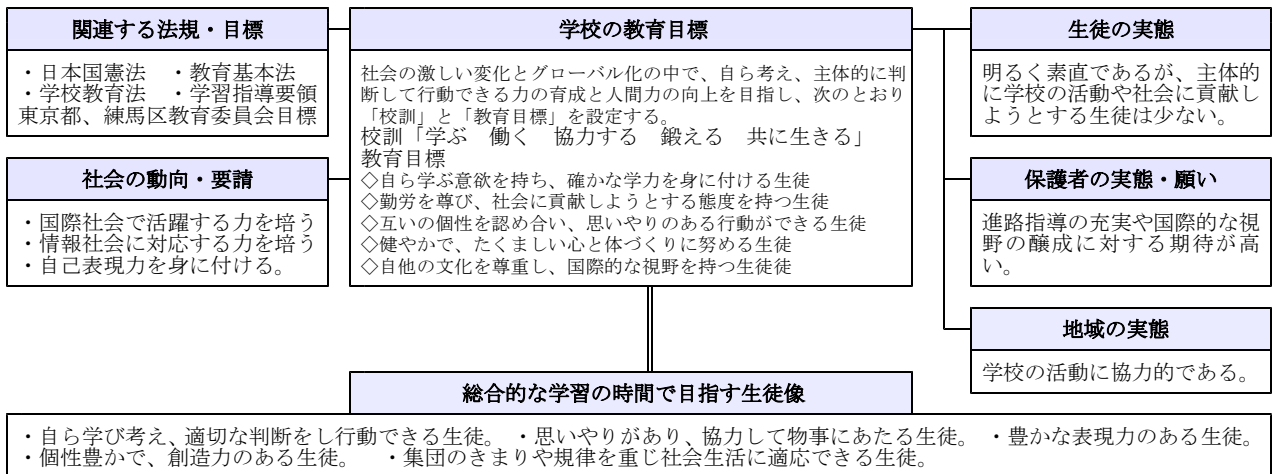 関連する法規・目標
・日本国憲法　・教育基本法
・学校教育法　・学習指導要領
東京都、練馬区教育委員会目標
社会の動向・要請
・国際社会で活躍する力を培う
・情報社会に対応する力を培う
・自己表現力を身に付ける。
学校の教育目標
社会の激しい変化とグローバル化の中で、自ら考え、主体的に判
断して行動できる力の育成と人間力の向上を目指し、次のとおり
「校訓」と「教育目標」を設定する。
校訓「学ぶ　働く　協力する　鍛える　共に生きる」
教育目標
◇自ら学ぶ意欲を持ち、確かな学力を身に付ける生徒
◇勤労を尊び、社会に貢献しようとする態度を持つ生徒
◇互いの個性を認め合い、思いやりのある行動ができる生徒
◇健やかで、たくましい心と体づくりに努める生徒
◇自他の文化を尊重し、国際的な視野を持つ生徒徒
生徒の実態
明るく素直であるが、主体的
に学校の活動や社会に貢献し
ようとする生徒は少ない。
保護者の実態・願い
進路指導の充実や国際的な視
野の醸成に対する期待が高
い。
地域の実態
学校の活動に協力的である。
総合的な学習の時間で目指す生徒像
・自ら学び考え、適切な判断をし行動できる生徒。　・思いやりがあり、協力して物事にあたる生徒。　・豊かな表現力のある生徒。
・個性豊かで、創造力のある生徒。　・集団のきまりや規律を重じ社会生活に適応できる生徒。